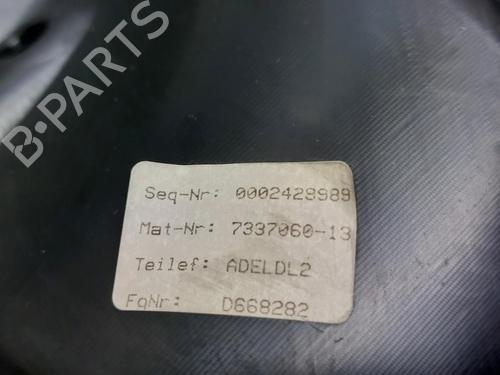 B-PARTS
Seq-Nr: 0002429989
Mat-Nr: 7337060-13
Teilef: ADELDL2
FgNr: D668282